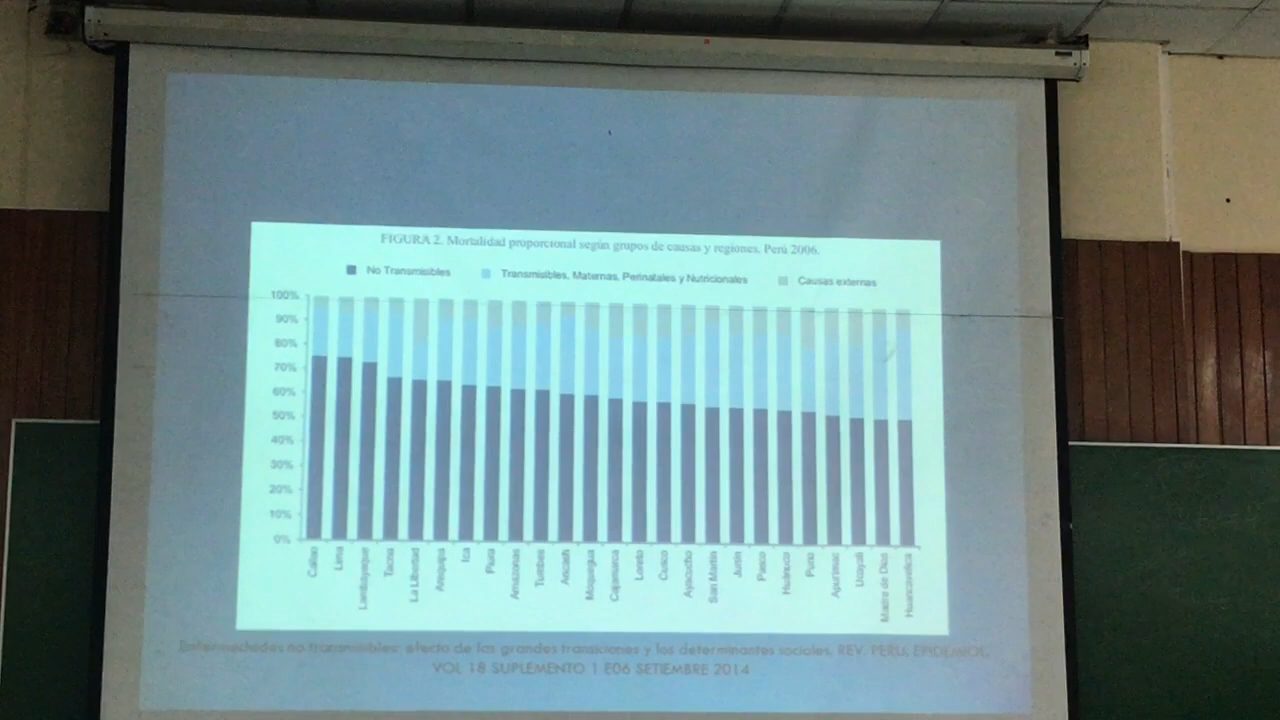 FIGURA 2. Mortalidad proporcional según grupos de causas y regiones. Perú 2006.
No Transmisibles Transmisibles, Maternas, Perinatales y Nutricionales Causas externas
100%
90%
80%
70%
60%
50%
40%
30%
20%
10%
0%
Callao
Lima
Lambayeque
Tacna
La Libertad
Arequipa
Ica
Piura
Amazonas
Tumbes
Ancash
Moquegua
Cajamarca
Loreto
Cusco
Ayacucho
San Martín
Junín
Pasco
Huánuco
Puno
Apurímac
Ucayali
Madre de Dios
Huancavelica
Enfermedades no transmisibles: efecto de las grandes transiciones y los determinantes sociales. REV. PERU. EPIDEMIOL.
VOL 18 SUPLEMENTO 1 E06 SETIEMBRE 2014